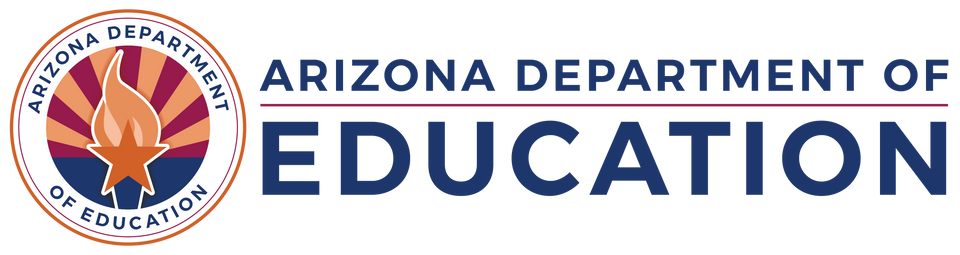 ARIZONA DEPARTMENT
OF EDUCATION
ARIZONA DEPARTMENT OF
EDUCATION